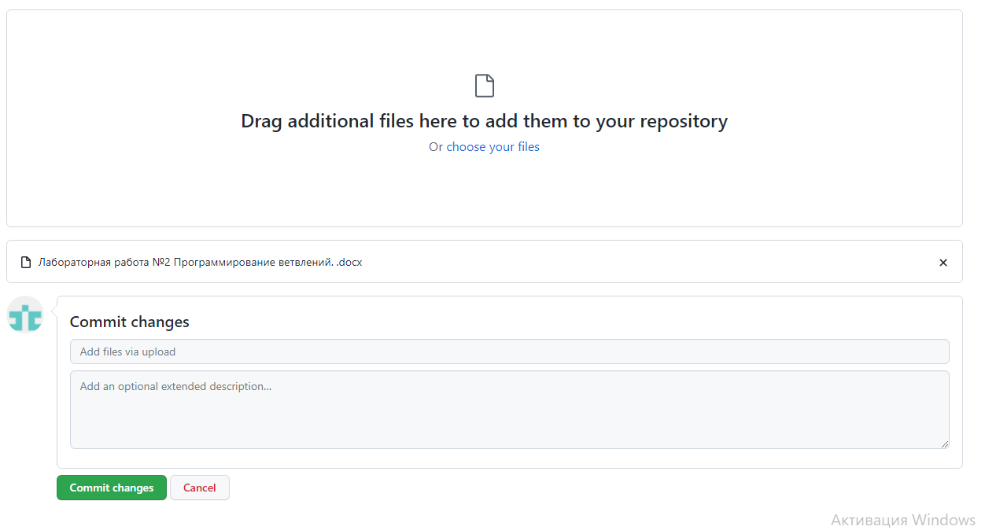 Drag additional files here to add them to your repository
Or choose your files
Лабораторная работа №2 Программирование ветвлений. .docx
Commit changes
Add files via upload
Add an optional extended description...
Commit changes
Cancel
Активация Windows